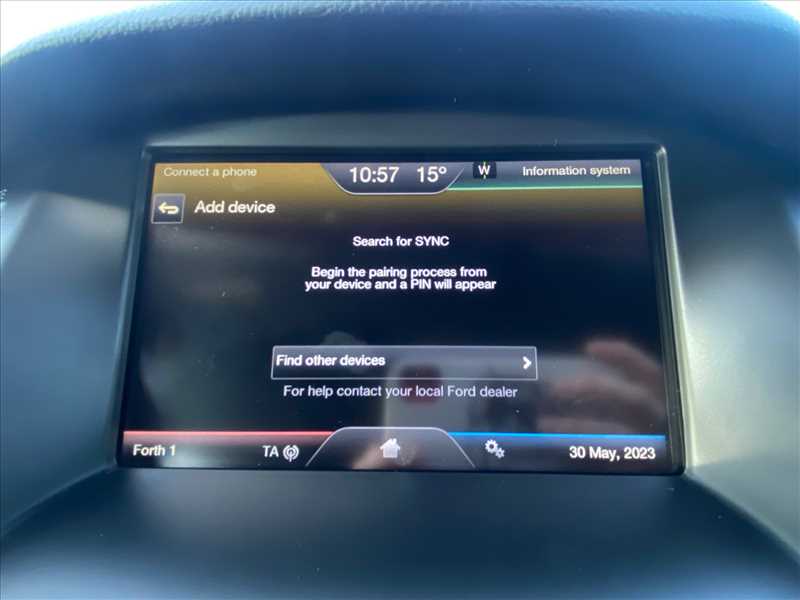 Connect a phone
10:57 15° W
Information system
Add device
Search for SYNC
Begin the pairing process from
your device and a PIN will appear
Find other devices
For help contact your local Ford dealer
Forth 1 TA 30 May, 2023